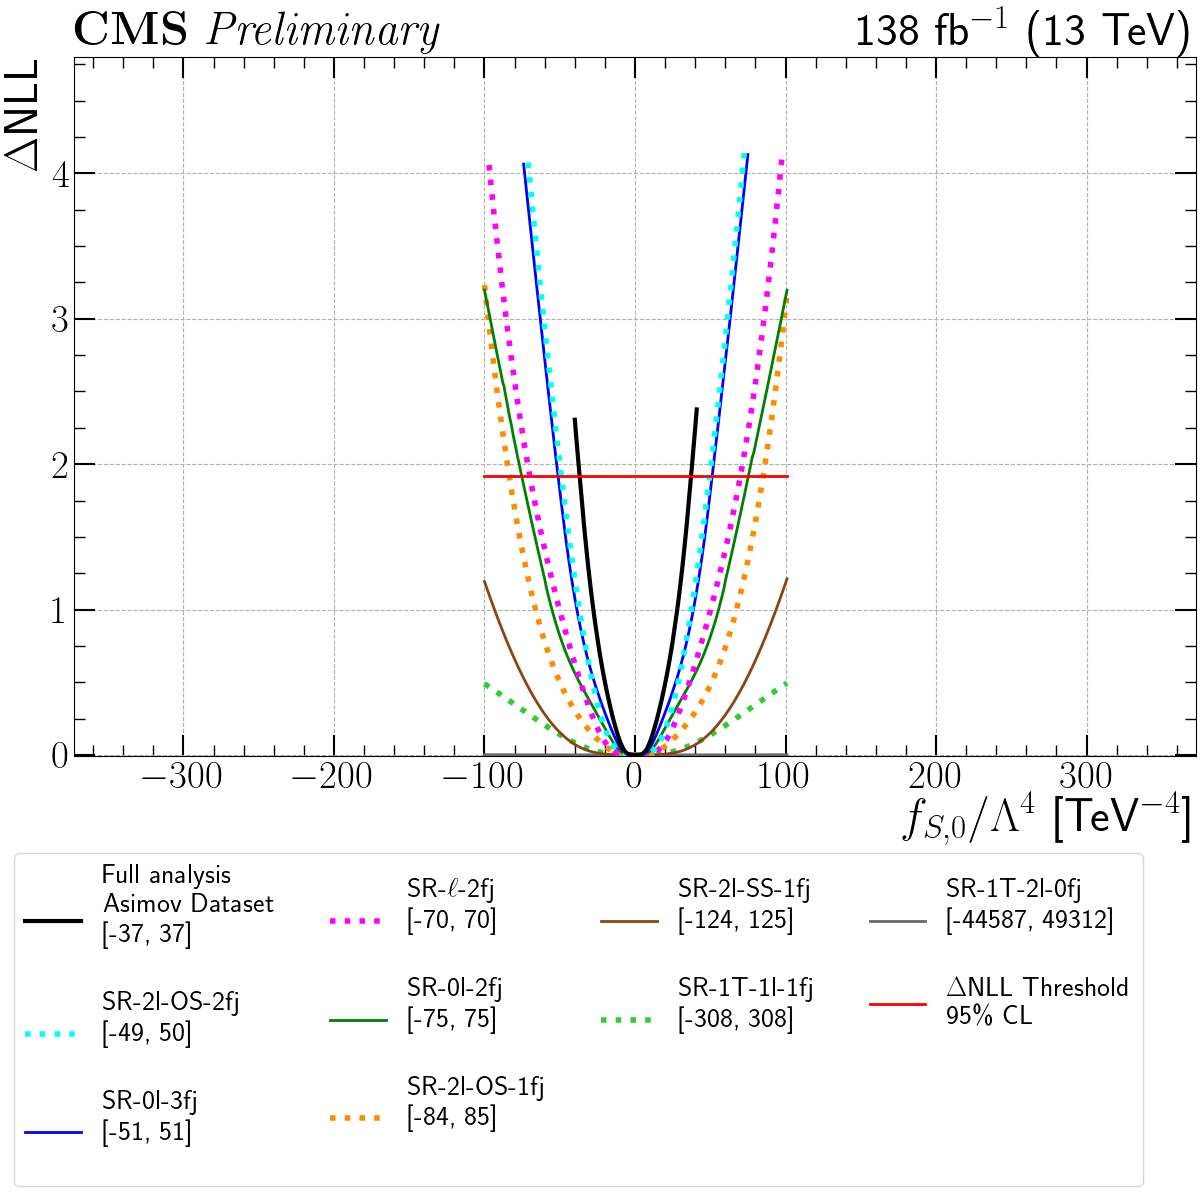 CMS Preliminary
138 fb⁻¹ (13 TeV)
ΔNLL
4
3
2
1
0
−300 −200 −100 0 100 200 300
f_{S,0}/Λ⁴ [TeV⁻⁴]
Full analysis
Asimov Dataset
[-37, 37]
SR-2l-OS-2fj
[-49, 50]
SR-0l-3fj
[-51, 51]
SR-ℓ-2fj
[-70, 70]
SR-0l-2fj
[-75, 75]
SR-2l-OS-1fj
[-84, 85]
SR-2l-SS-1fj
[-124, 125]
SR-1T-1l-1fj
[-308, 308]
SR-1T-2l-0fj
[-44587, 49312]
ΔNLL Threshold
95% CL